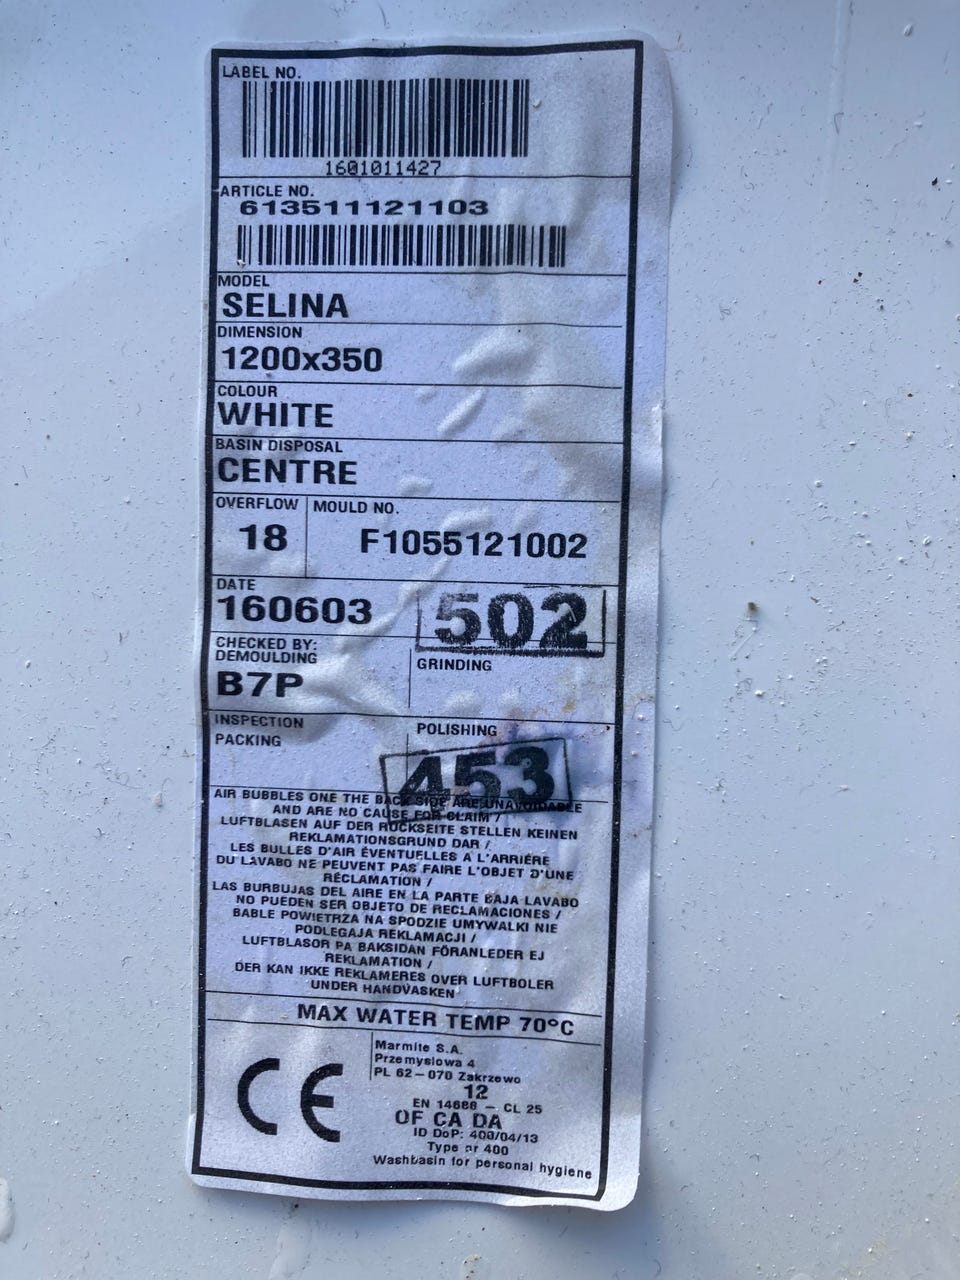 LABEL NO.
1601011427
ARTICLE NO.
613511121103
MODEL
SELINA
DIMENSION
1200x350
COLOUR
WHITE
BASIN DISPOSAL
CENTRE
OVERFLOW MOULD NO.
18 F1055121002
DATE
160603 502
CHECKED BY:
DEMOULDING GRINDING
B7P
INSPECTION POLISHING
PACKING
453
AIR BUBBLES ONE THE BACK SIDE ARE UNAVOIDABLE
AND ARE NO CAUSE FOR CLAIM /
LUFTBLASEN AUF DER RÜCKSEITE STELLEN KEINEN
REKLAMATIONSGRUND DAR /
LES BULLES D'AIR ÉVENTUELLES A L'ARRIÉRE
DU LAVABO NE PEUVENT PAS FAIRE L'OBJET D'UNE
RÉCLAMATION /
LAS BURBUJAS DEL AIRE EN LA PARTE BAJA LAVABO
NO PUEDEN SER OBJETO DE RECLAMACIONES /
BABLE POWIETRZA NA SPODZIE UMYWALKI NIE
PODLEGAJA REKLAMACJI /
LUFTBLASOR PA BAKSIDAN FÖRANLEDER EJ
REKLAMATION /
DER KAN IKKE REKLAMERES OVER LUFTBOLER
UNDER HANDVASKEN
MAX WATER TEMP 70°C
CE
Marmite S.A.
Przemyslowa 4
PL 62-070 Zakrzewo
12
EN 14688 - CL 25
OF CA DA
ID DoP: 400/04/13
Type nr 400
Washbasin for personal hygiene